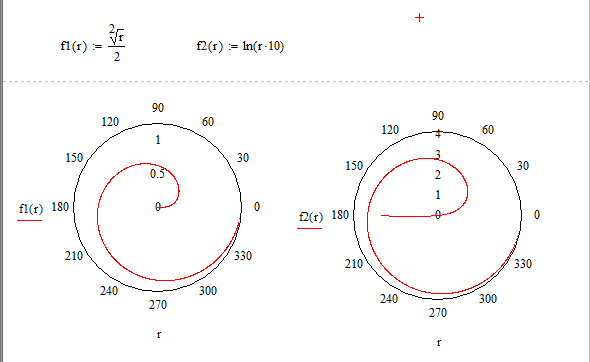 f1(r) := ²√r / 2 f2(r) := ln(r·10)
90 90
120 60 120 60
1 4
150 30 3 150 30
0.5 2
1
f1(r) 180 0 0 f2(r) 180 0 0
210 330 210 330
240 300 240 300
270 270
r r